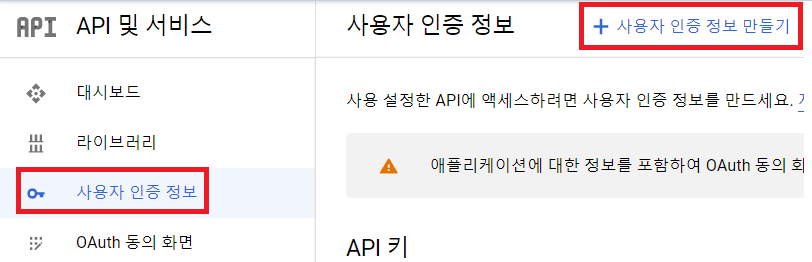 API API 및 서비스
대시보드
라이브러리
사용자 인증 정보
OAuth 동의 화면
사용자 인증 정보
+ 사용자 인증 정보 만들기
사용 설정한 API에 액세스하려면 사용자 인증 정보를 만드세요.
애플리케이션에 대한 정보를 포함하여 OAuth 동의
API 키